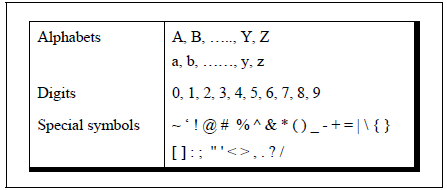 Alphabets A, B, ....., Y, Z
a, b, ......, y, z
Digits 0, 1, 2, 3, 4, 5, 6, 7, 8, 9
Special symbols ~ ‘ ! @ # % ^ & * ( ) _ - + = | \ { }
[ ] : ; " ' < > , . ? /